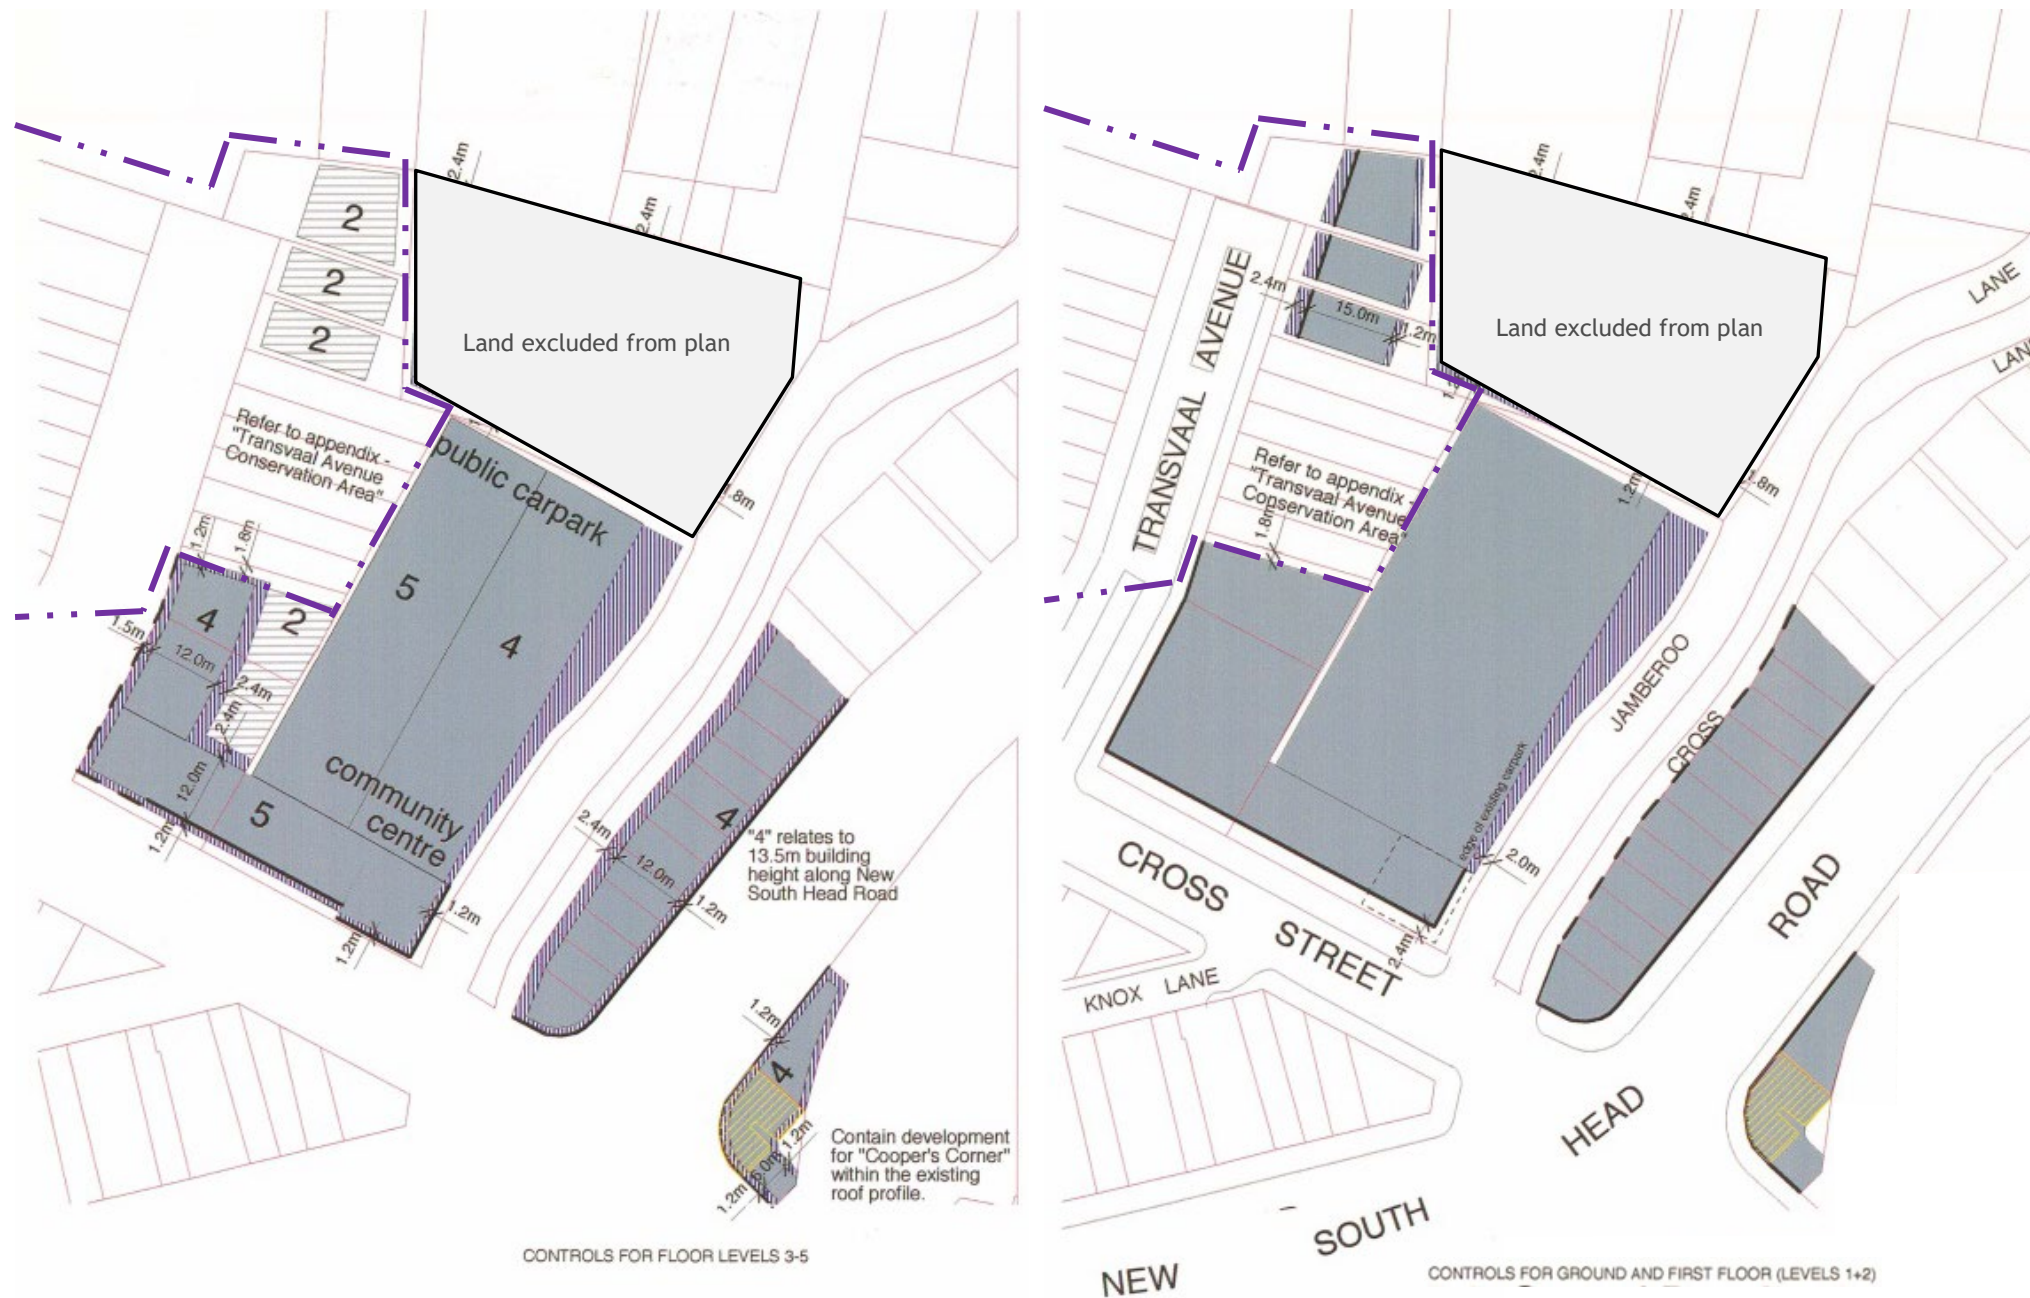 2.4m
2.4m
2
2
2
Land excluded from plan
Refer to appendix -
"Transvaal Avenue
Conservation Area"
public carpark
1.8m
1.2m
1.8m
5
4
4
2
1.5m
12.0m
2.4m
2.4m
community
centre
12.0m
5
1.2m
1.2m
1.2m
2.4m
12.0m
1.2m
4
"4" relates to
13.5m building
height along New
South Head Road
1.2m
4
1.2m
1.2m
Contain development
for "Cooper's Corner"
within the existing
roof profile.
CONTROLS FOR FLOOR LEVELS 3-5
2.4m
2.4m
LANE
Land excluded from plan
2.4m
15.0m
1.2m
TRANSVAAL AVENUE
Refer to appendix -
"Transvaal Avenue
Conservation Area"
1.8m
1.2m
1.8m
JAMBEROO
CROSS
edge of existing carpark
2.0m
2.4m
CROSS
STREET
KNOX LANE
ROAD
HEAD
SOUTH
NEW
CONTROLS FOR GROUND AND FIRST FLOOR (LEVELS 1+2)